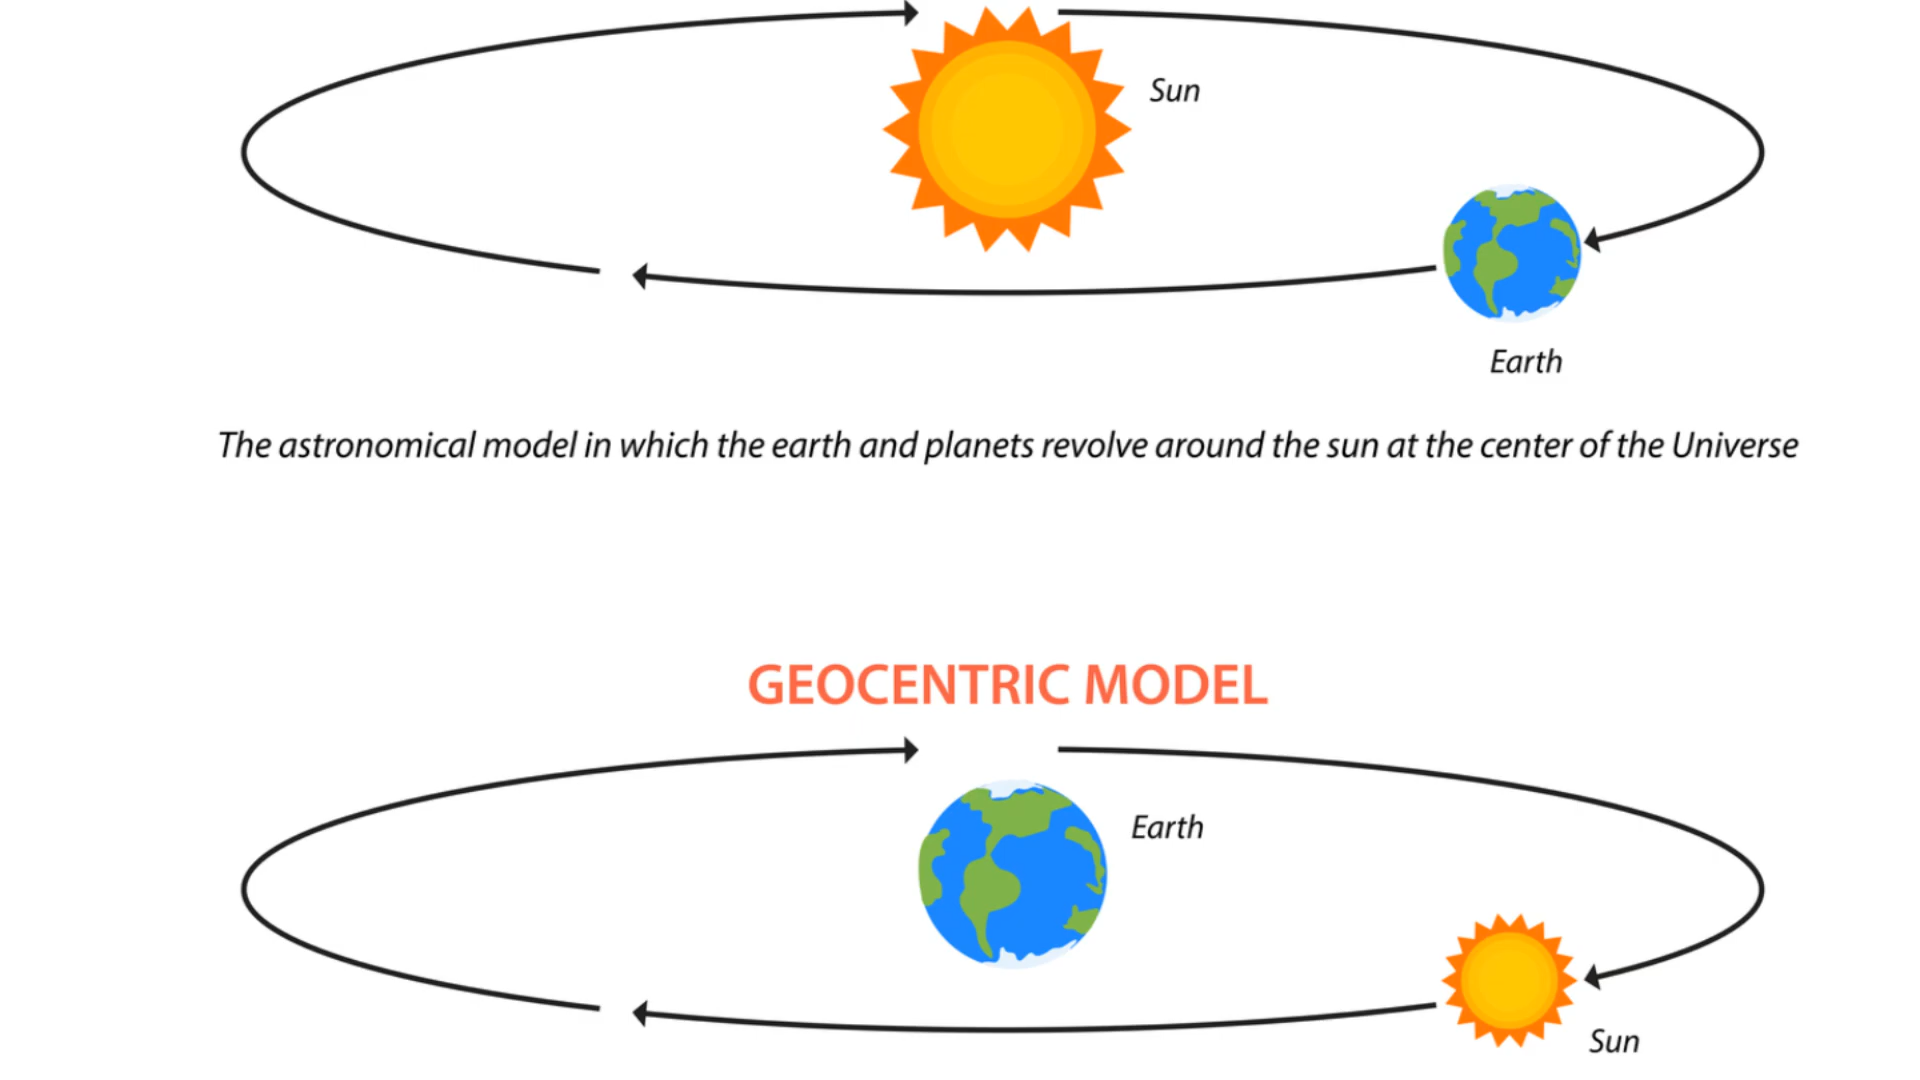 Sun
Earth
The astronomical model in which the earth and planets revolve around the sun at the center of the Universe
GEOCENTRIC MODEL
Earth
Sun